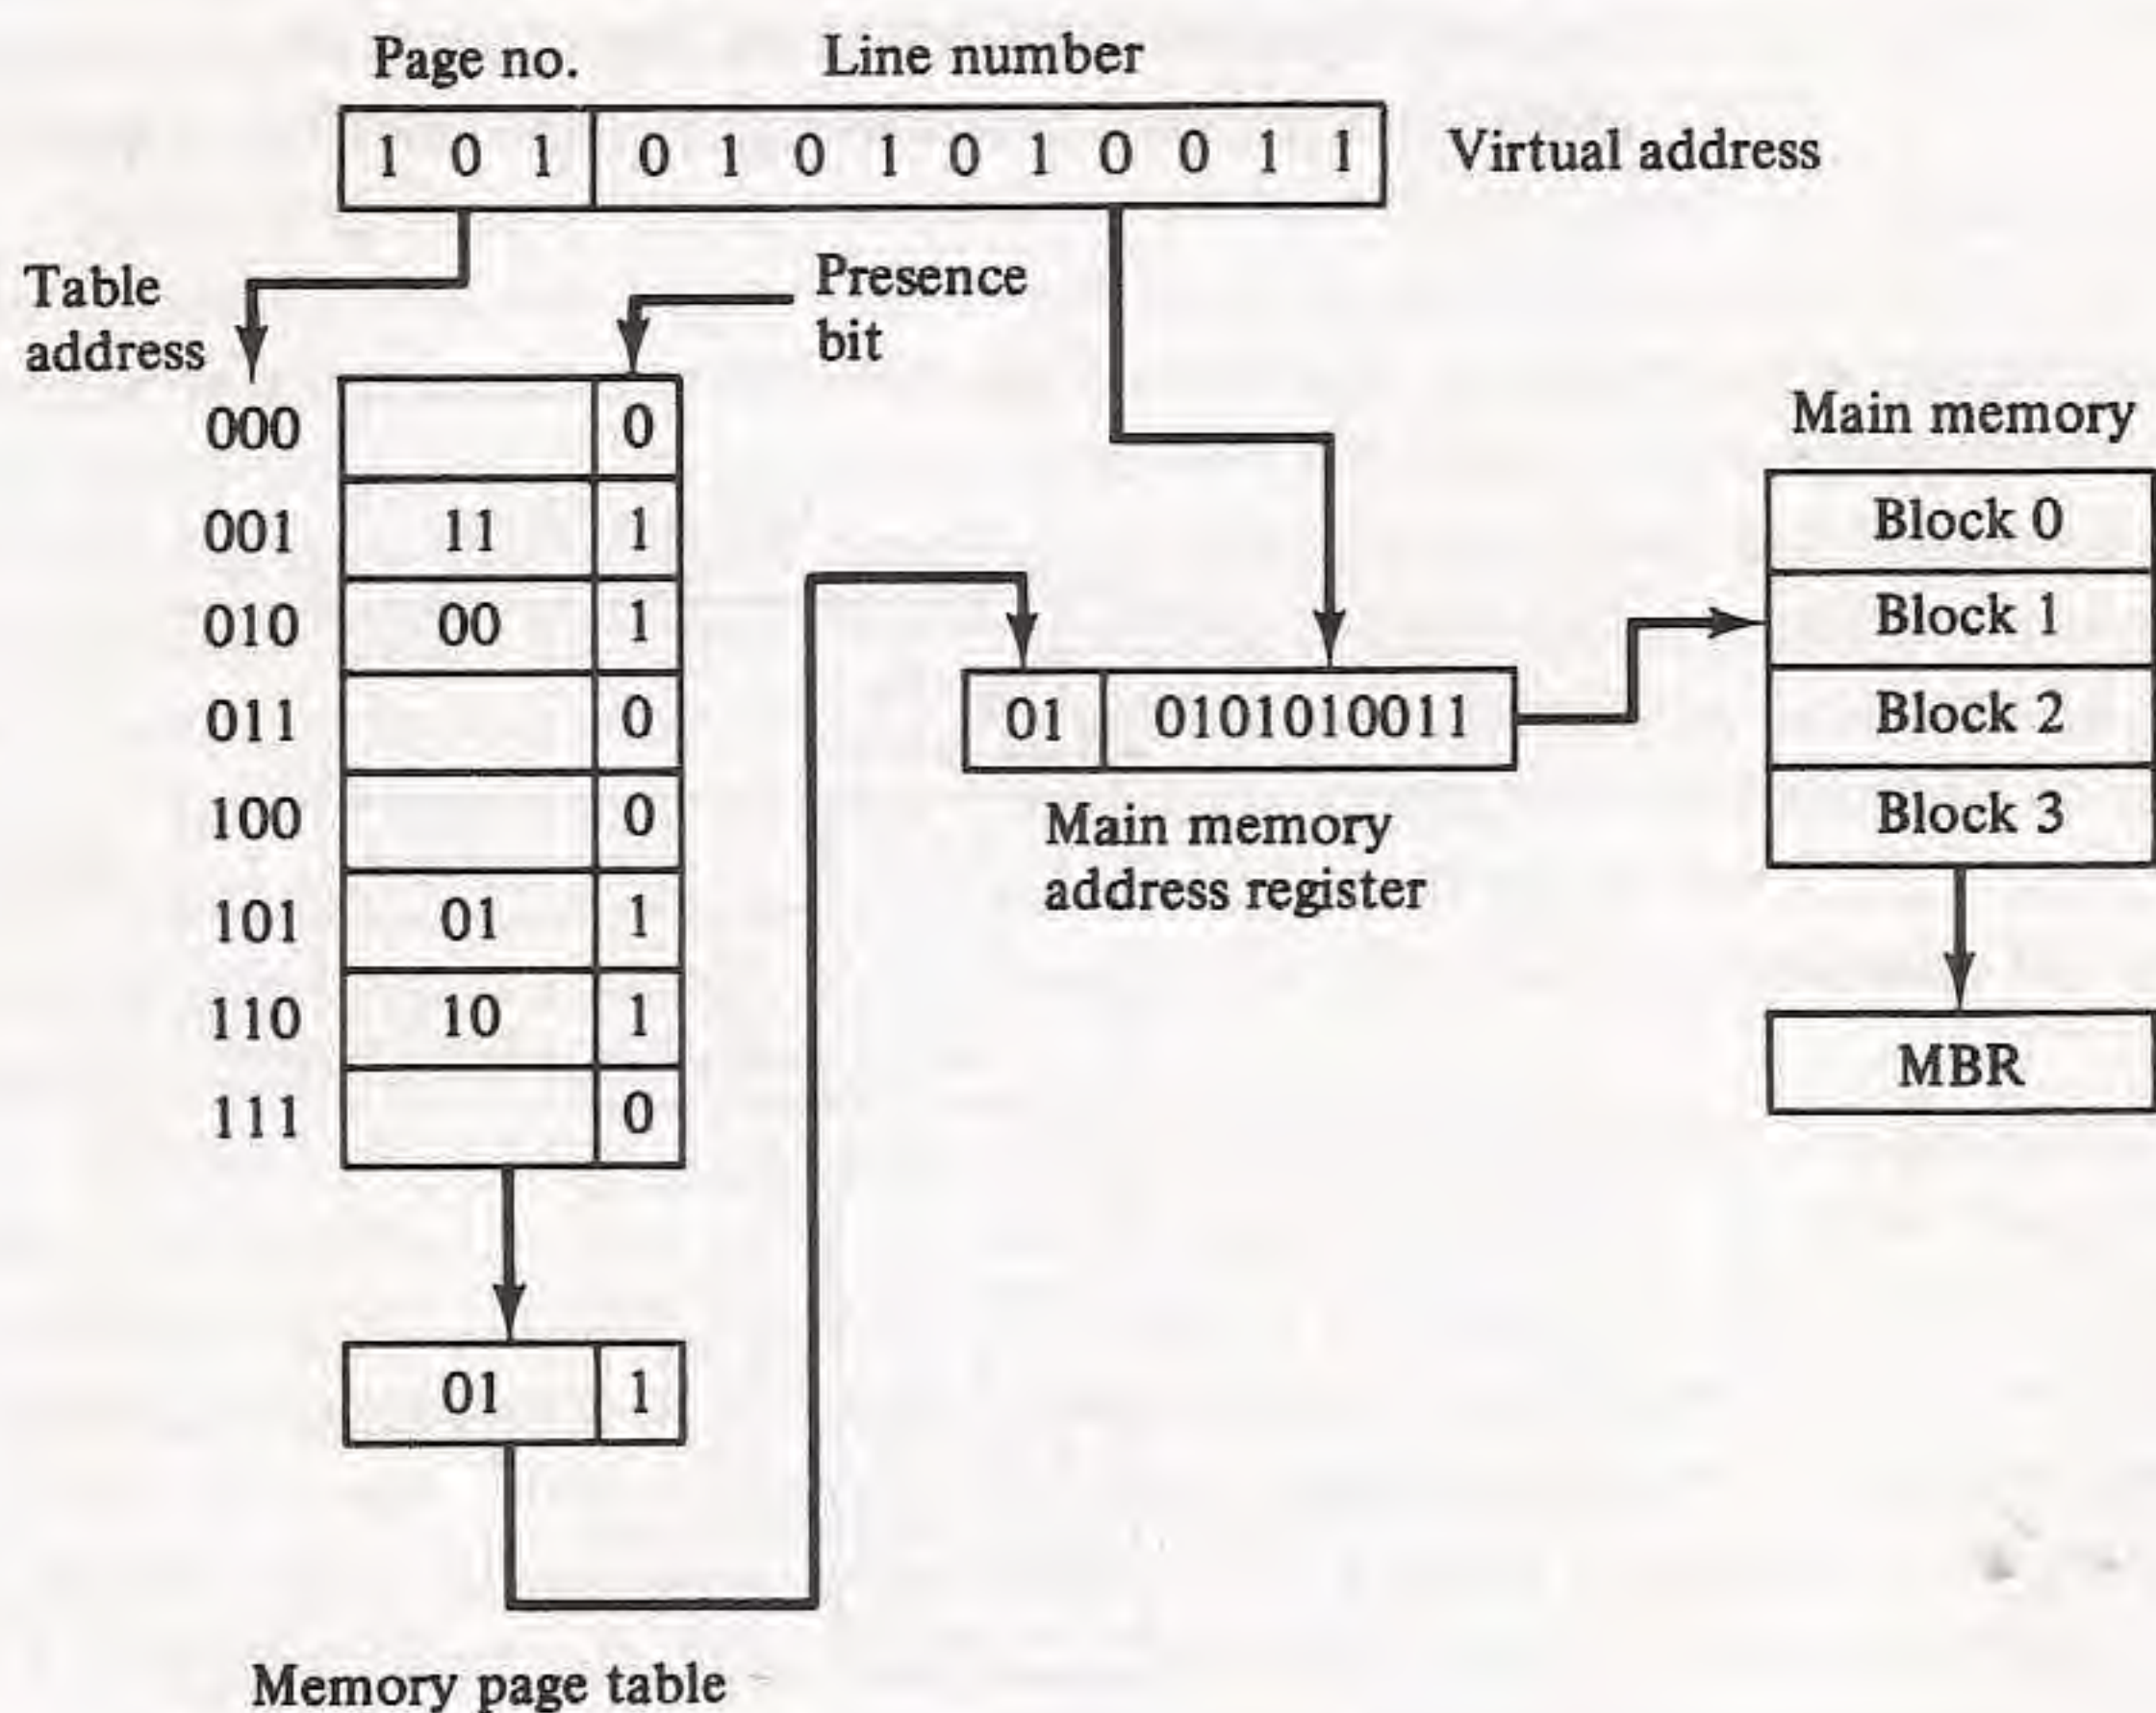 Page no.
Line number
1 0 1 0 1 0 1 0 1 0 0 1 1
Virtual address
Table
address
Presence
bit
000 0
001 11 1
010 00 1
011 0
100 0
101 01 1
110 10 1
111 0
01 1
Memory page table
01 0101010011
Main memory
address register
Main memory
Block 0
Block 1
Block 2
Block 3
MBR